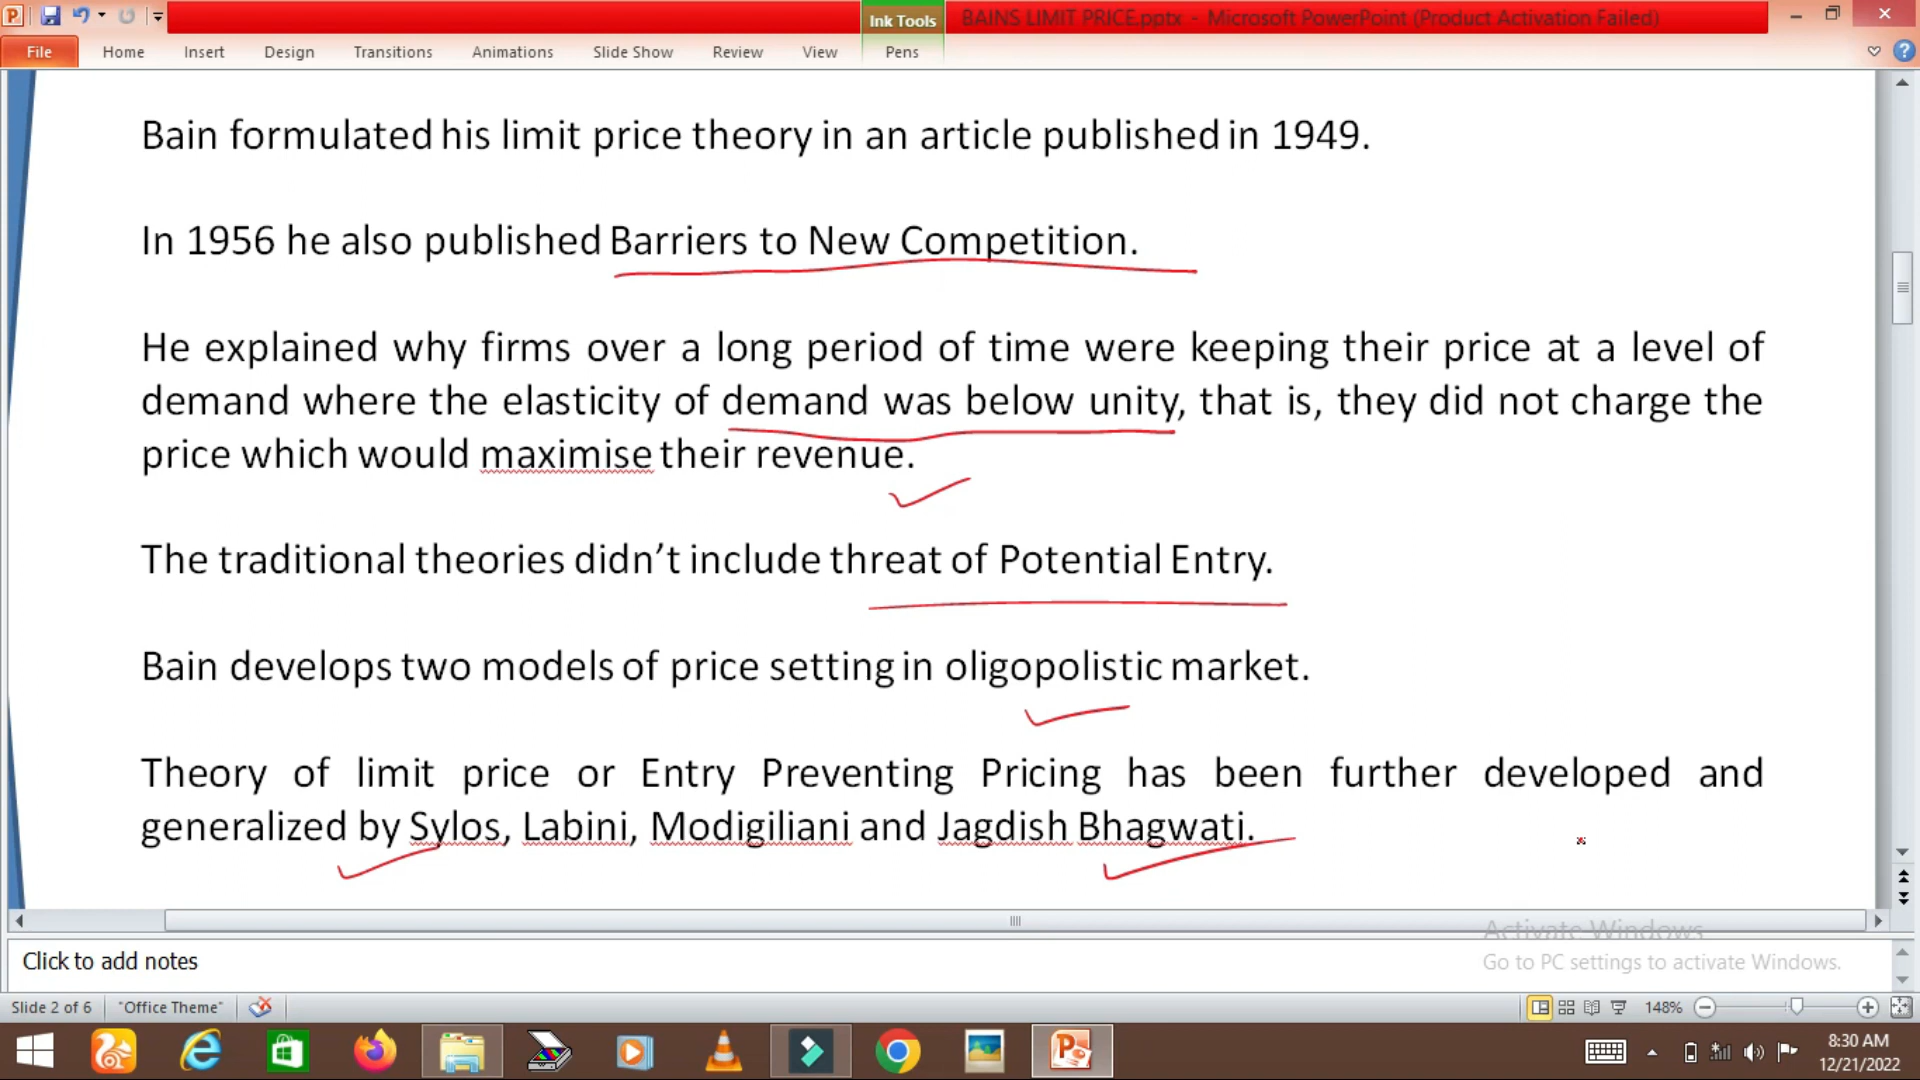 Ink Tools
BAINS LIMIT PRICE.pptx - Microsoft PowerPoint (Product Activation Failed)
File Home Insert Design Transitions Animations Slide Show Review View Pens
Bain formulated his limit price theory in an article published in 1949.
In 1956 he also published Barriers to New Competition.
He explained why firms over a long period of time were keeping their price at a level of
demand where the elasticity of demand was below unity, that is, they did not charge the
price which would maximise their revenue.
The traditional theories didn’t include threat of Potential Entry.
Bain develops two models of price setting in oligopolistic market.
Theory of limit price or Entry Preventing Pricing has been further developed and
generalized by Sylos, Labini, Modigiliani and Jagdish Bhagwati.
Activate Windows
Click to add notes
Go to PC settings to activate Windows.
Slide 2 of 6 "Office Theme" 148%
8:30 AM
12/21/2022